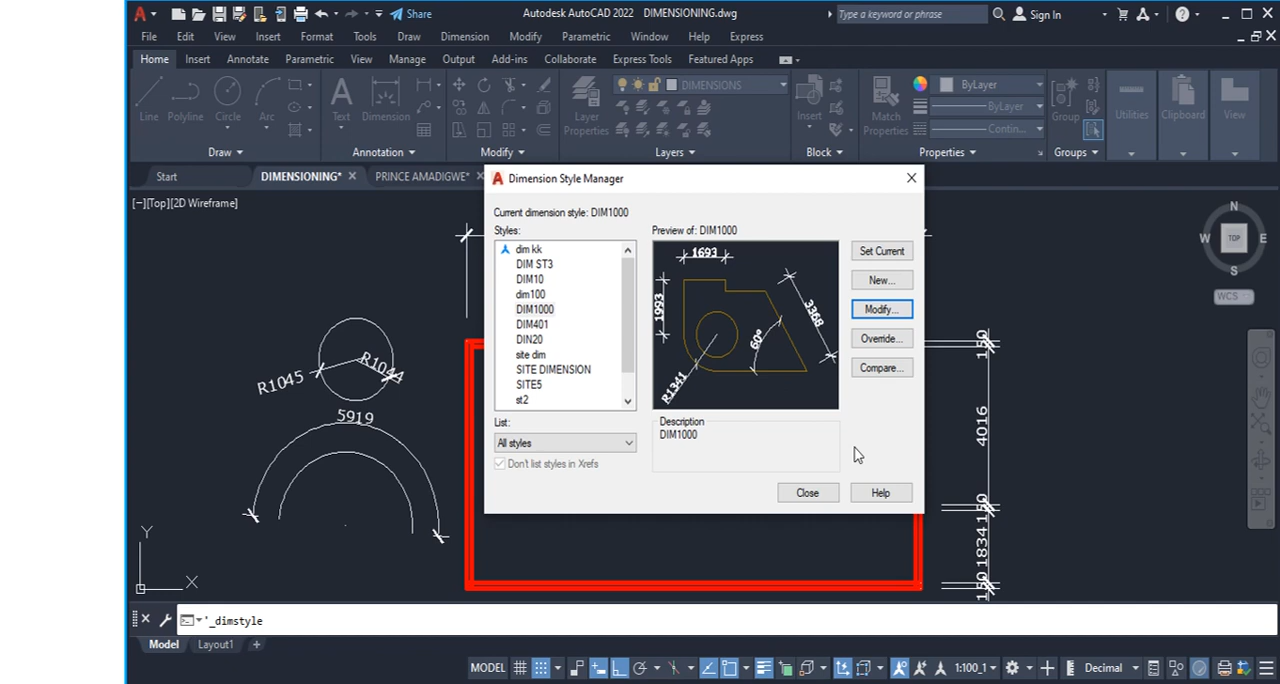 Share
Autodesk AutoCAD 2022 DIMENSIONING.dwg
Type a keyword or phrase
Sign In
File Edit View Insert Format Tools Draw Dimension Modify Parametric Window Help Express
Home Insert Annotate Parametric View Manage Output Add-ins Collaborate Express Tools Featured Apps
DIMENSIONS
ByLayer
ByLayer
Contin...
Line Polyline Circle Arc Text Dimension Layer Properties Insert Match Properties Group Utilities Clipboard View
Draw Annotation Modify Layers Block Properties Groups
Start DIMENSIONING* PRINCE AMADIGWE*
[−][Top][2D Wireframe]
Dimension Style Manager
Current dimension style: DIM1000
Styles:
dim kk
DIM ST3
DIM10
dim100
DIM1000
DIM401
DIN20
site dm
SITE DIMENSION
SITE5
st2
List:
All styles
Don't list styles in Xrefs
Preview of: DIM1000
1693
1993
3368
60°
R1341
Description
DIM1000
Set Current
New...
Modify...
Override...
Compare...
Close
Help
N
W TOP E
S
WCS
R1045
R1044
5919
150
4016
150
1834
150
Y
X
'_dimstyle
Model Layout1 +
MODEL 1:100_1 Decimal